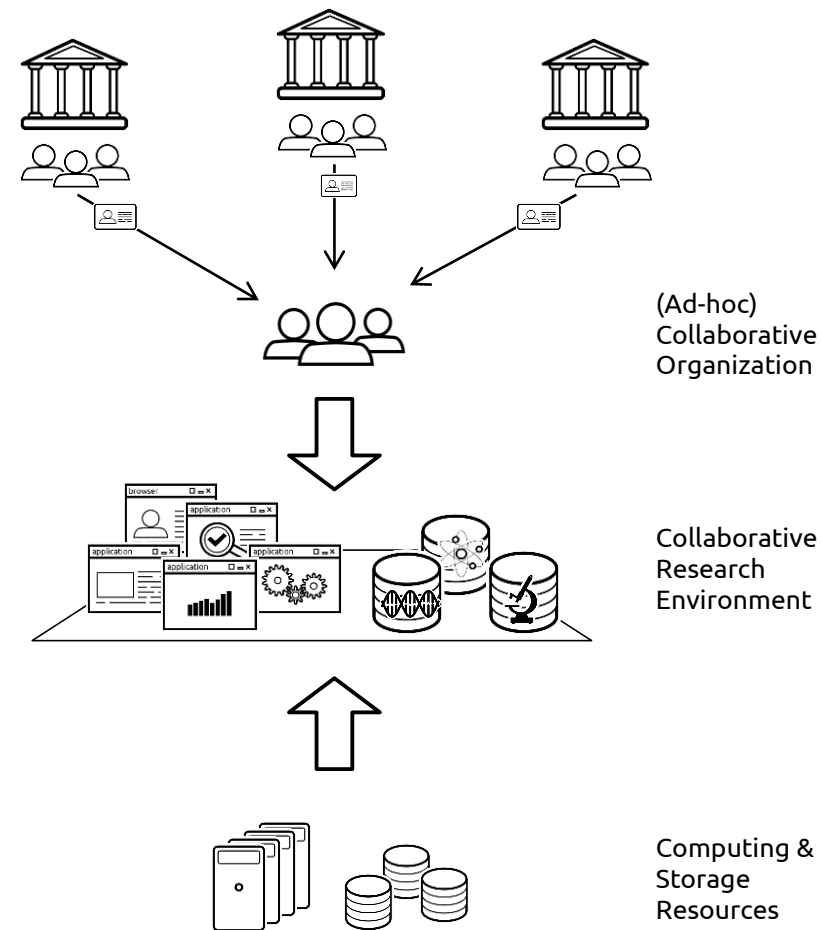 (Ad-hoc)
Collaborative
Organization
browser
application
application
application
application
Collaborative
Research
Environment
Computing &
Storage
Resources